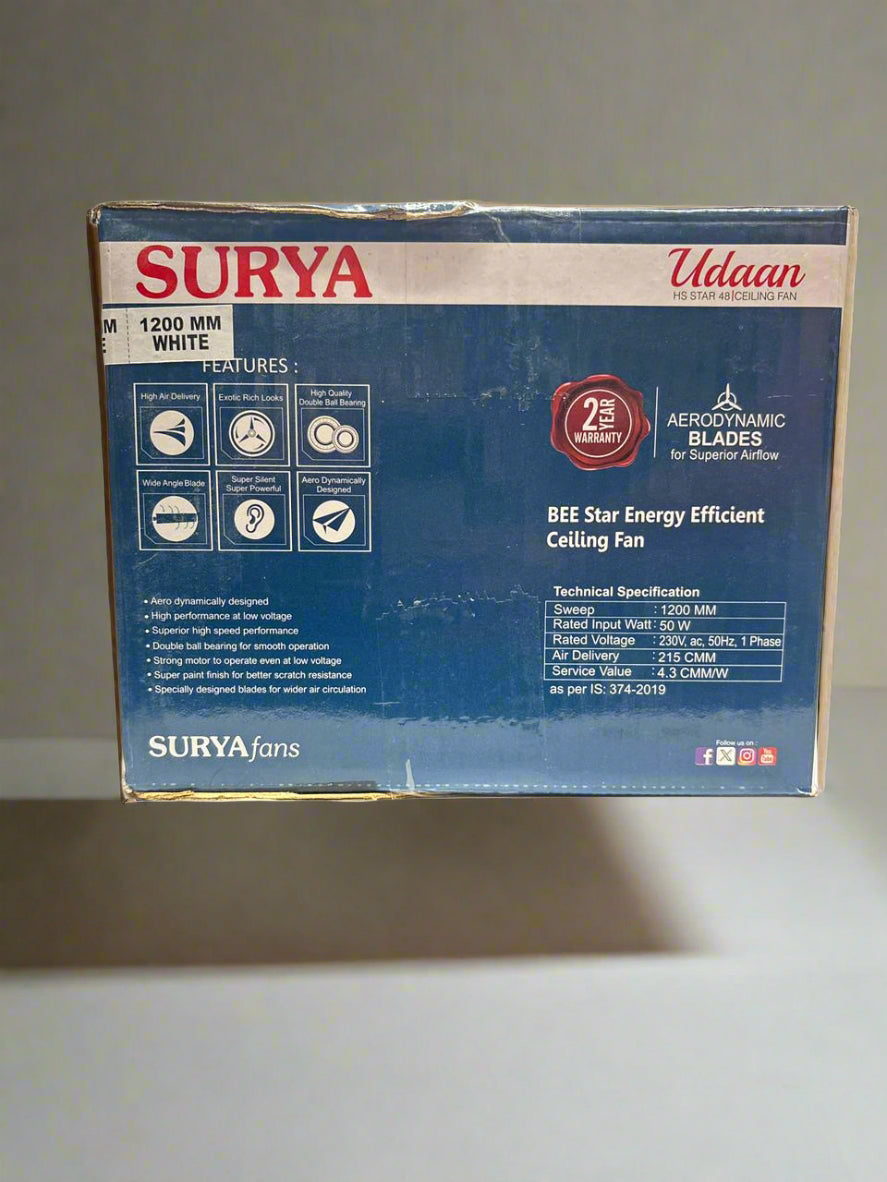 SURYA
Udaan
HS STAR 48|CEILING FAN
M
1200 MM
WHITE
FEATURES :
High Air Delivery
Exotic Rich Looks
High Quality
Double Ball Bearing
Wide Angle Blade
Super Silent
Super Powerful
Aero Dynamically
Designed
2 YEAR
WARRANTY
AERODYNAMIC
BLADES
for Superior Airflow
BEE Star Energy Efficient
Ceiling Fan
• Aero dynamically designed
• High performance at low voltage
• Superior high speed performance
• Double ball bearing for smooth operation
• Strong motor to operate even at low voltage
• Super paint finish for better scratch resistance
• Specially designed blades for wider air circulation
Technical Specification
Sweep : 1200 MM
Rated Input Watt : 50 W
Rated Voltage : 230V, ac, 50Hz, 1 Phase
Air Delivery : 215 CMM
Service Value : 4.3 CMM/W
as per IS: 374-2019
SURYA fans
Follow us on :
You
Tube